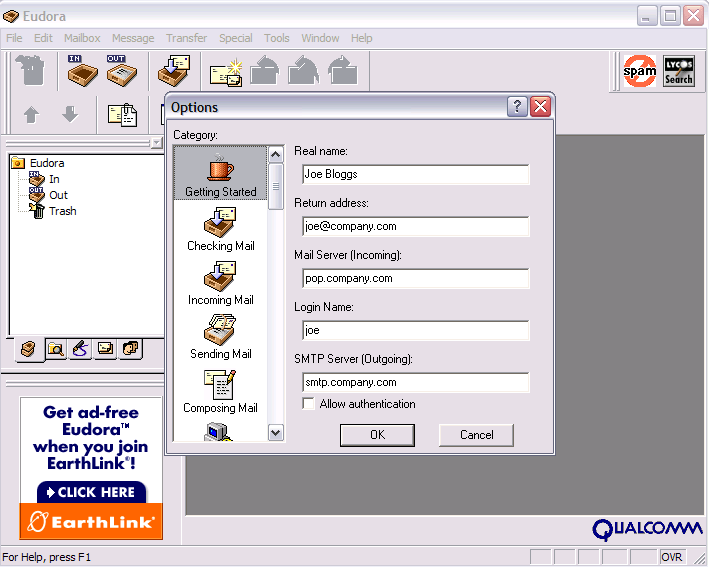 Eudora
File Edit Mailbox Message Transfer Special Tools Window Help
IN OUT
spam LYCOS
Search
Options
Category:
Getting Started
Checking Mail
Incoming Mail
Sending Mail
Composing Mail
Real name:
Joe Bloggs
Return address:
joe@company.com
Mail Server (Incoming):
pop.company.com
Login Name:
joe
SMTP Server (Outgoing):
smtp.company.com
Allow authentication
OK Cancel
Eudora
In
Out
Trash
Get ad-free
Eudora™
when you join
EarthLink®!
CLICK HERE
EarthLink®
QUALCOMM
For Help, press F1
OVR